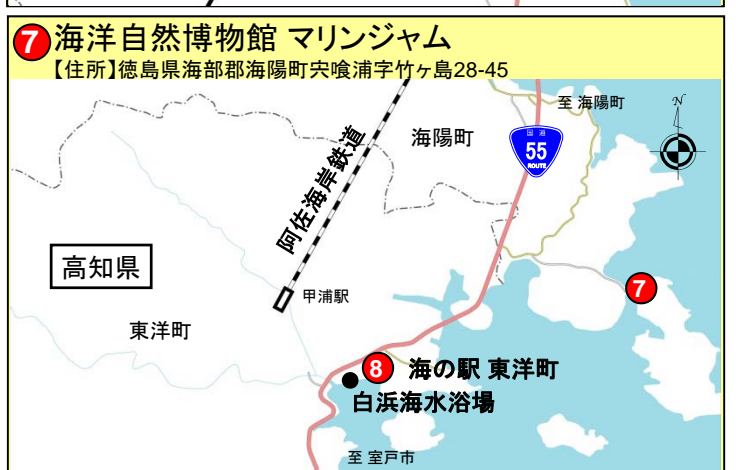 7 海洋自然博物館 マリンジャム
【住所】徳島県海部郡海陽町宍喰浦字竹ヶ島28-45
至 海陽町
N
海陽町
国道
55
ROUTE
阿佐海岸鉄道
高知県
7
甲浦駅
東洋町
8 海の駅 東洋町
白浜海水浴場
至 室戸市